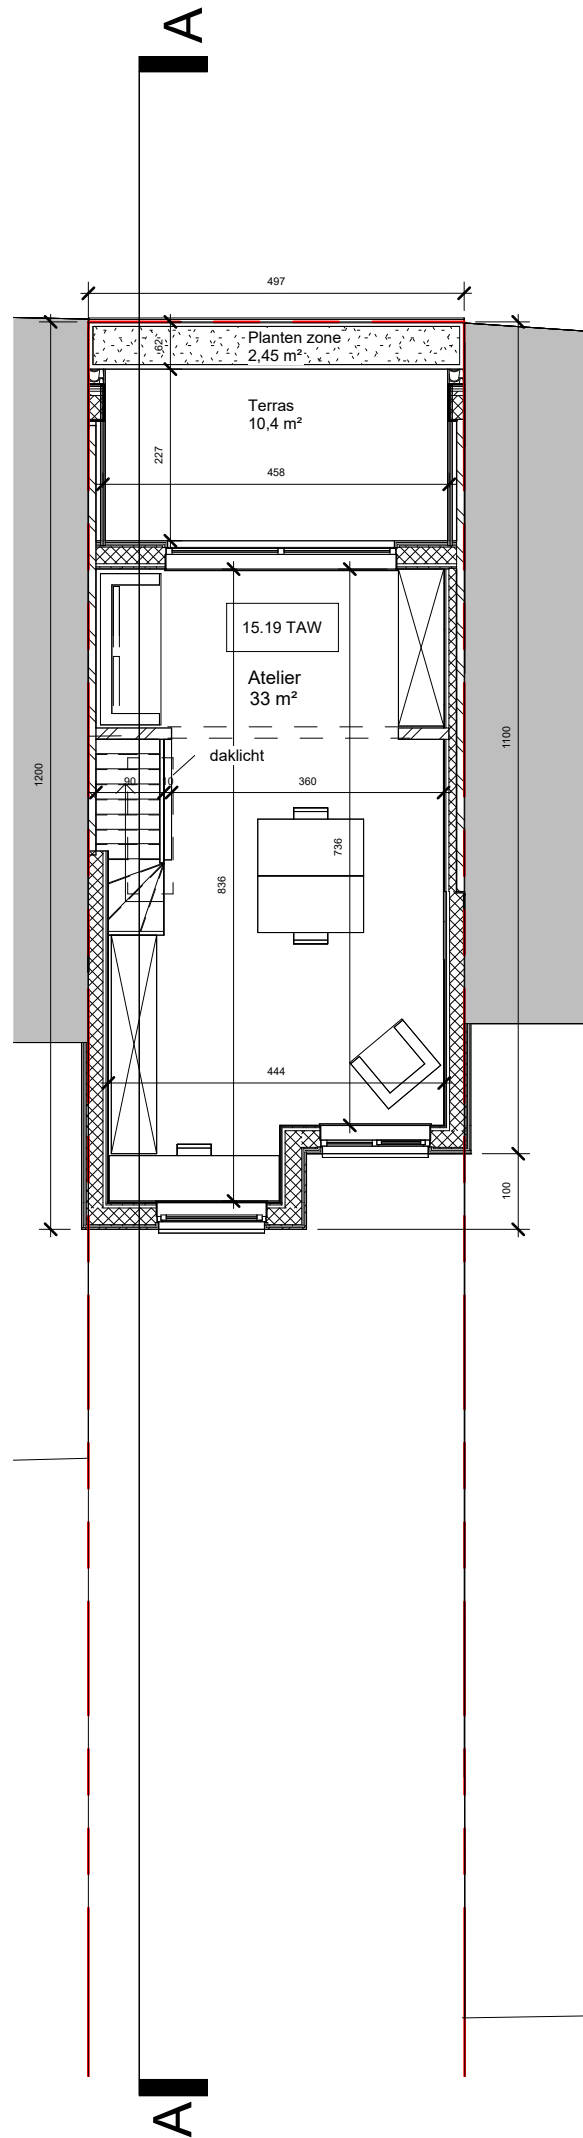 A
497
Planten zone
2,45 m²
62
Terras
10,4 m²
227
458
15.19 TAW
Atelier
33 m²
daklicht
1200
1100
90
10
360
836
736
444
100
A